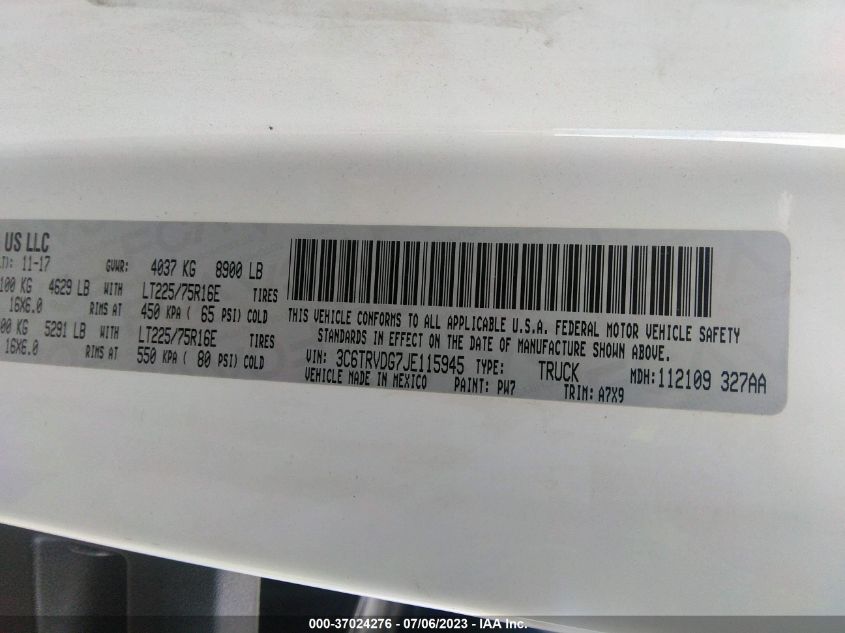 US LLC
11-17 GVWR: 4037 KG 8900 LB
100 KG 4629 LB WITH LT225/75R16E TIRES
16X6.0 RIMS AT 450 KPA ( 65 PSI) COLD
00 KG 5291 LB WITH LT225/75R16E TIRES
16X6.0 RIMS AT 550 KPA ( 80 PSI) COLD
THIS VEHICLE CONFORMS TO ALL APPLICABLE U.S.A. FEDERAL MOTOR VEHICLE SAFETY
STANDARDS IN EFFECT ON THE DATE OF MANUFACTURE SHOWN ABOVE.
VIN: 3C6TRVDG7JE115945 TYPE: TRUCK MDH:112109 327AA
VEHICLE MADE IN MEXICO PAINT: PW7 TRIM: A7X9
000-37024276 - 07/06/2023 - IAA Inc.